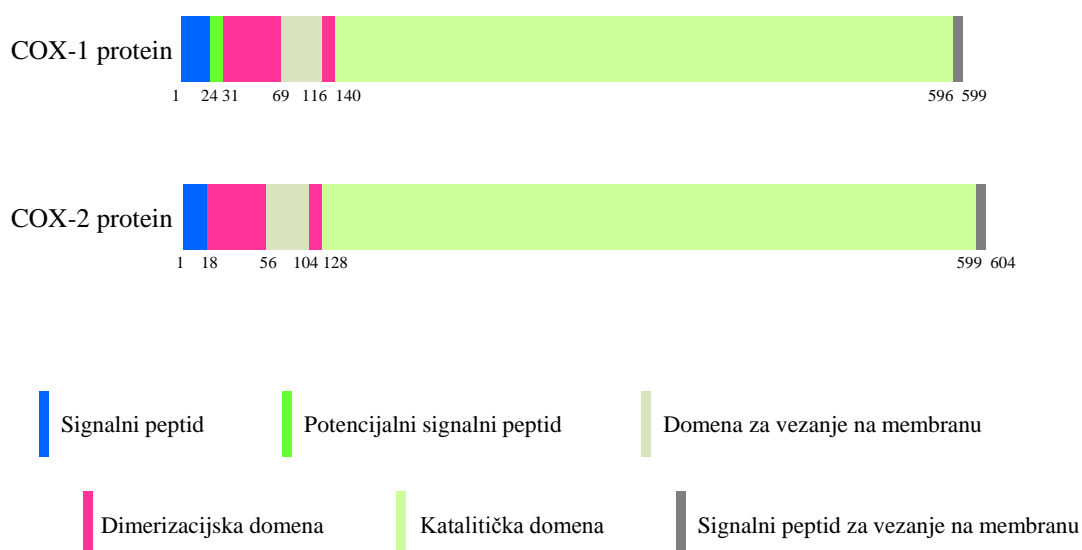 COX-1 protein
1 24 31 69 116 140 596 599
COX-2 protein
1 18 56 104 128 599 604
Signalni peptid Potencijalni signalni peptid Domena za vezanje na membranu
Dimerizacijska domena Katalitička domena Signalni peptid za vezanje na membranu